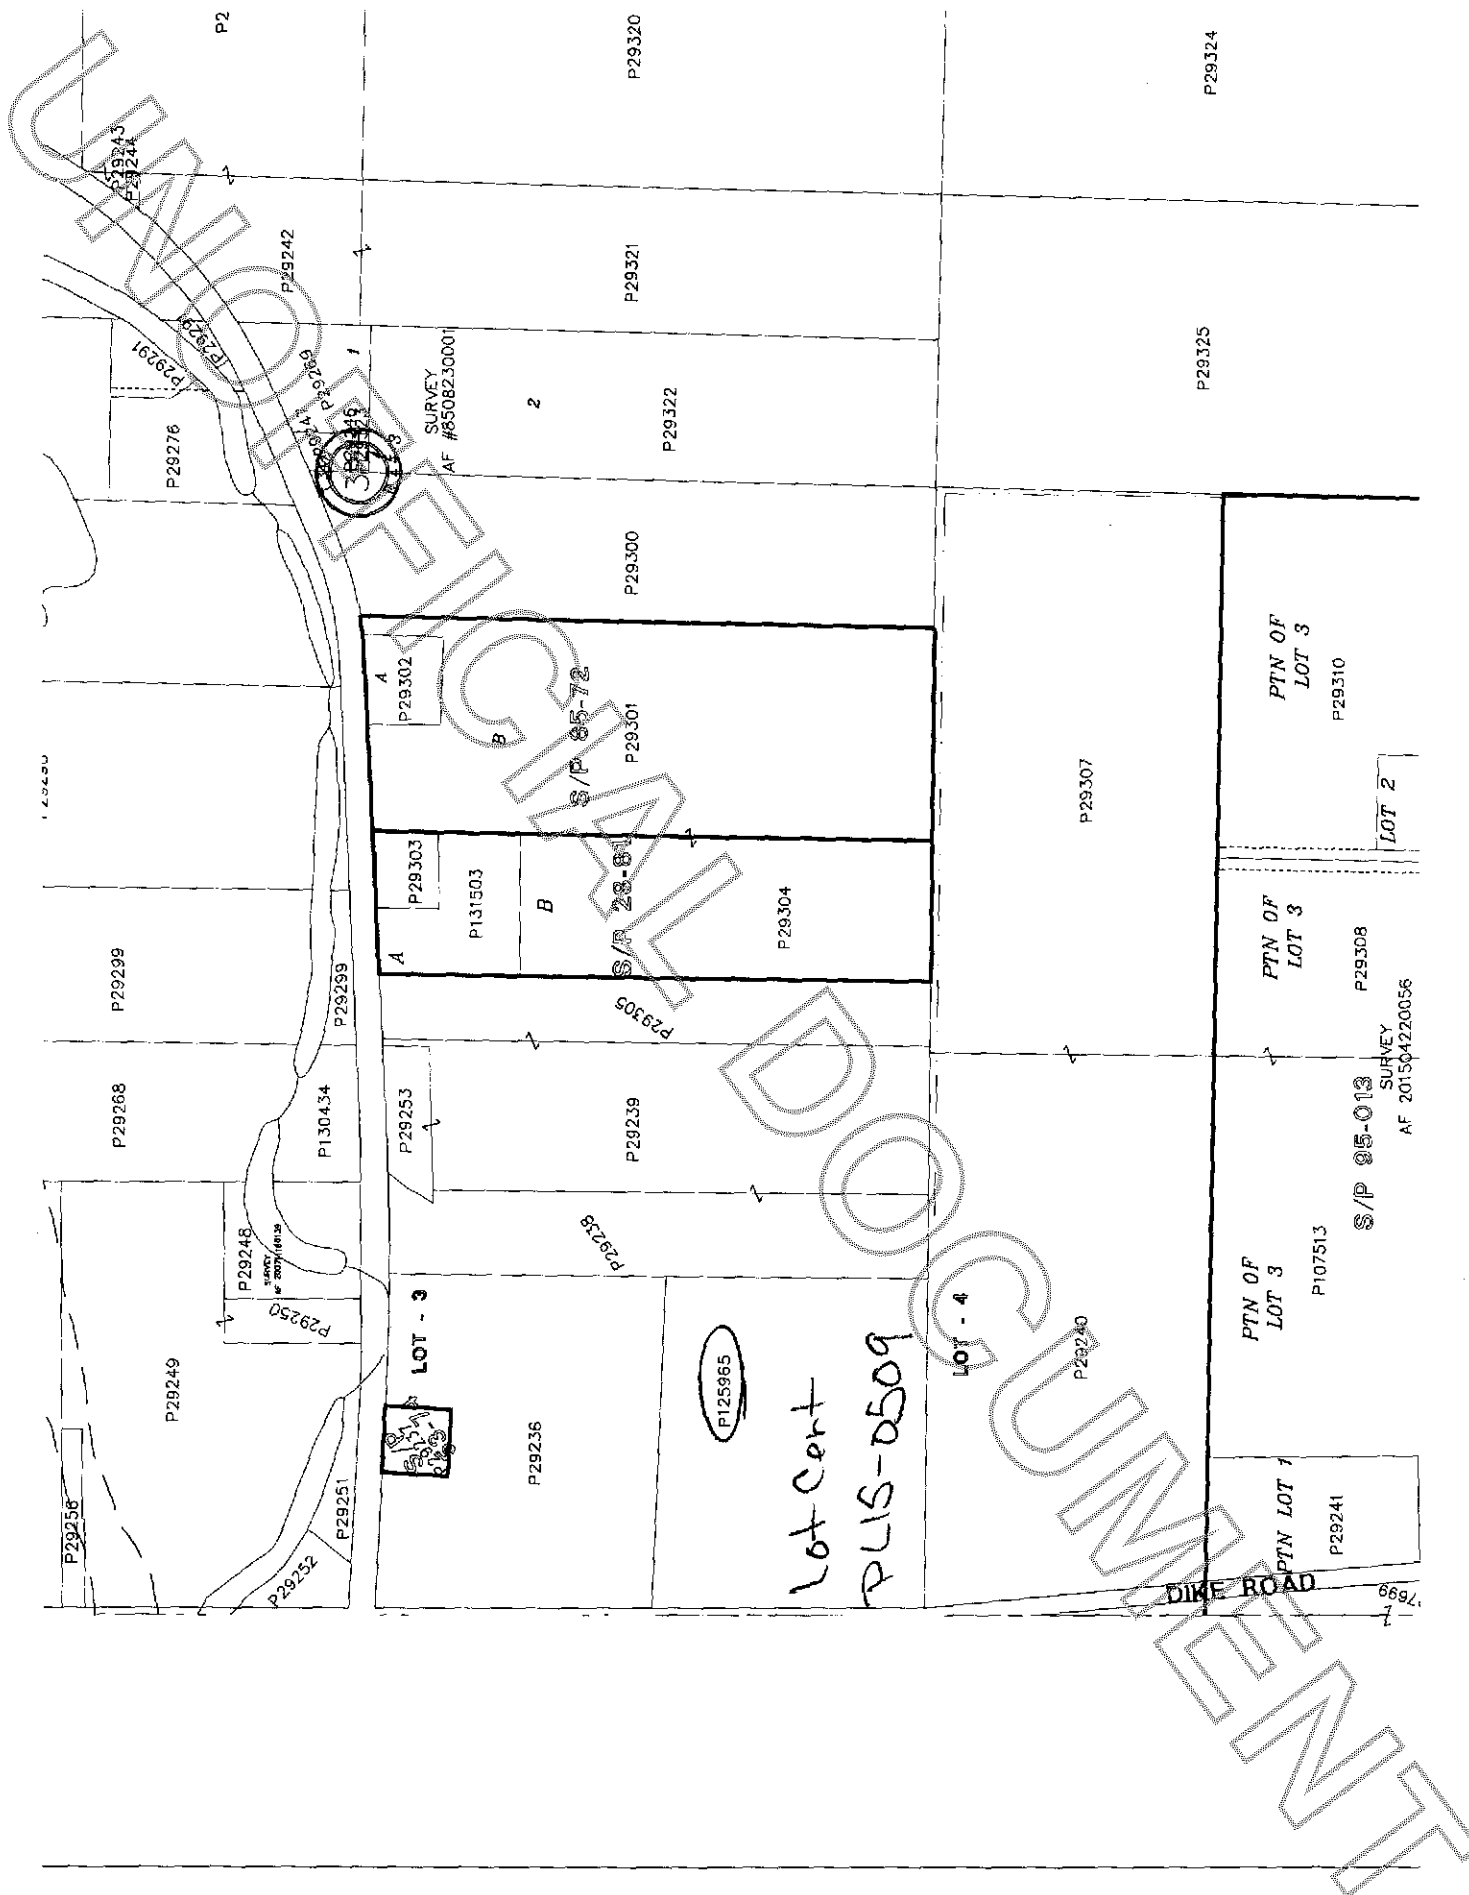 P2
P29320
P29324
P29243
P29244
P29242
P29321
P29325
P29291
P2929
P29269
1
SURVEY
AF #8508230001
2
P29322
P29276
P29300
PTN OF
LOT 3
P29310
A
P29302
B
S/P 85-72
P29301
P29307
LOT 2
P29303
P131503
A
B
S/P 28-81
P29304
PTN OF
LOT 3
P29308
SURVEY
AF 201504220056
P29299
P29299
P29305
P29268
P130434
P29253
P29239
S/P 95-013
P29248
SURVEY
P29250
P29238
PTN OF
LOT 3
P107513
P29249
LOT - 3
P125965
LOT - 4
P29240
P29236
Lot Cert
PL15-0509
P29256
P29251
P29252
PTN LOT 1
P29241
DIKE ROAD
7699
UNOFFICIAL DOCUMENT